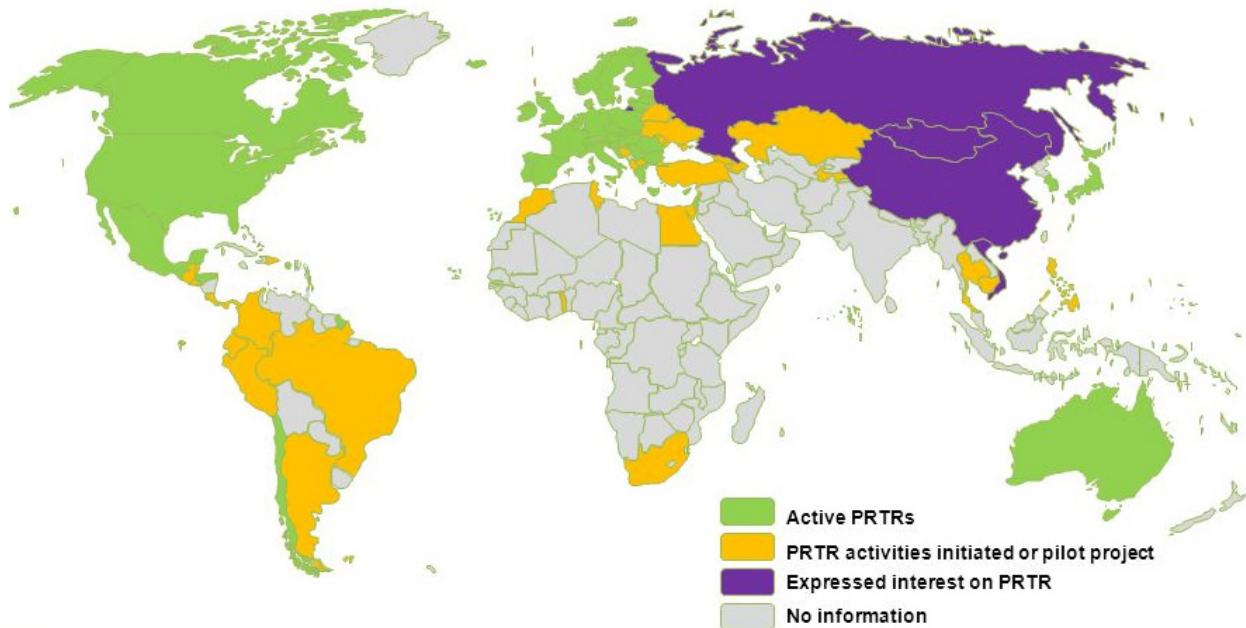 Active PRTRs
PRTR activities initiated or pilot project
Expressed interest on PRTR
No information